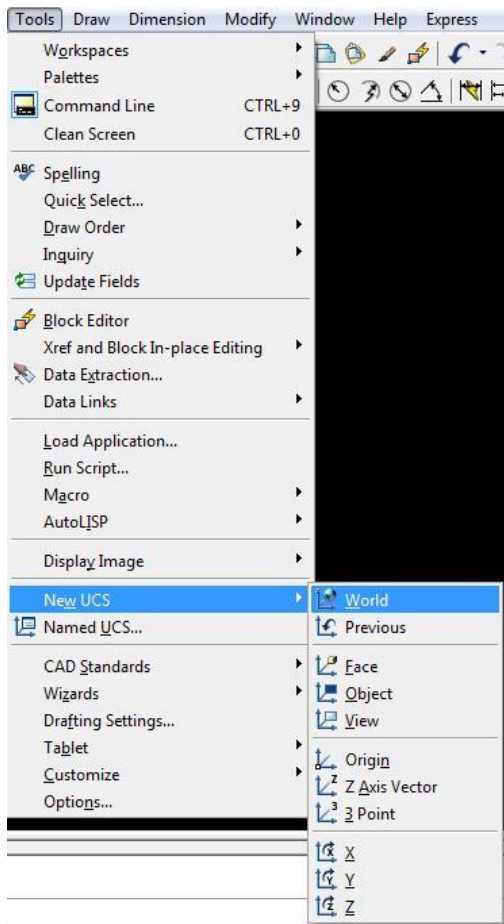 Tools Draw Dimension Modify Window Help Express
Workspaces
Palettes
Command Line CTRL+9
Clean Screen CTRL+0
ABC Spelling
Quick Select...
Draw Order
Inquiry
Update Fields
Block Editor
Xref and Block In-place Editing
Data Extraction...
Data Links
Load Application...
Run Script...
Macro
AutoLISP
Display Image
New UCS
World
Named UCS...
Previous
CAD Standards
Face
Wizards
Object
Drafting Settings...
View
Tablet
Origin
Customize
Z Axis Vector
Options...
3 Point
X
Y
Z